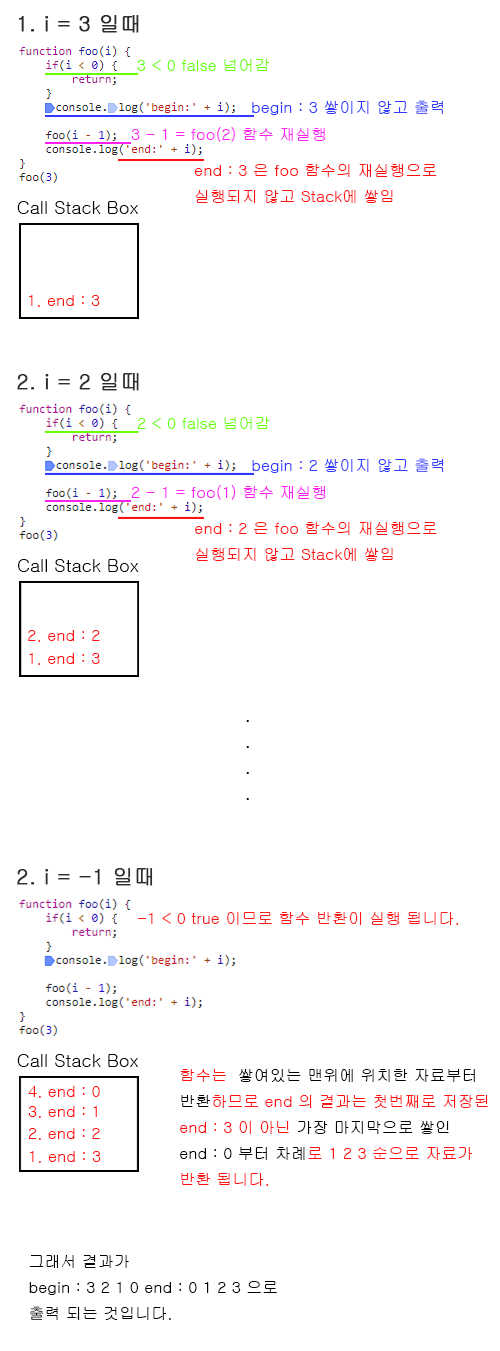 1. i = 3 일때
function foo(i) {
if(i < 0) { 3 < 0 false 넘어감
return;
}
console.log('begin:' + i); begin : 3 쌓이지 않고 출력
foo(i - 1); 3 - 1 = foo(2) 함수 재실행
console.log('end:' + i);
}
end : 3 은 foo 함수의 재실행으로
foo(3)
실행되지 않고 Stack에 쌓임
Call Stack Box
1. end : 3
2. i = 2 일때
function foo(i) {
if(i < 0) { 2 < 0 false 넘어감
return;
}
console.log('begin:' + i); begin : 2 쌓이지 않고 출력
foo(i - 1); 2 - 1 = foo(1) 함수 재실행
console.log('end:' + i);
}
end : 2 은 foo 함수의 재실행으로
foo(3)
실행되지 않고 Stack에 쌓임
Call Stack Box
2. end : 2
1. end : 3
.
.
.
.
2. i = -1 일때
function foo(i) {
if(i < 0) { -1 < 0 true 이므로 함수 반환이 실행 됩니다.
return;
}
console.log('begin:' + i);
foo(i - 1);
console.log('end:' + i);
}
foo(3)
Call Stack Box
4. end : 0
3. end : 1
2. end : 2
1. end : 3
함수는 쌓여있는 맨위에 위치한 자료부터
반환하므로 end 의 결과는 첫번째로 저장된
end : 3 이 아닌 가장 마지막으로 쌓인
end : 0 부터 차례로 1 2 3 순으로 자료가
반환 됩니다.
그래서 결과가
begin : 3 2 1 0 end : 0 1 2 3 으로
출력 되는 것입니다.